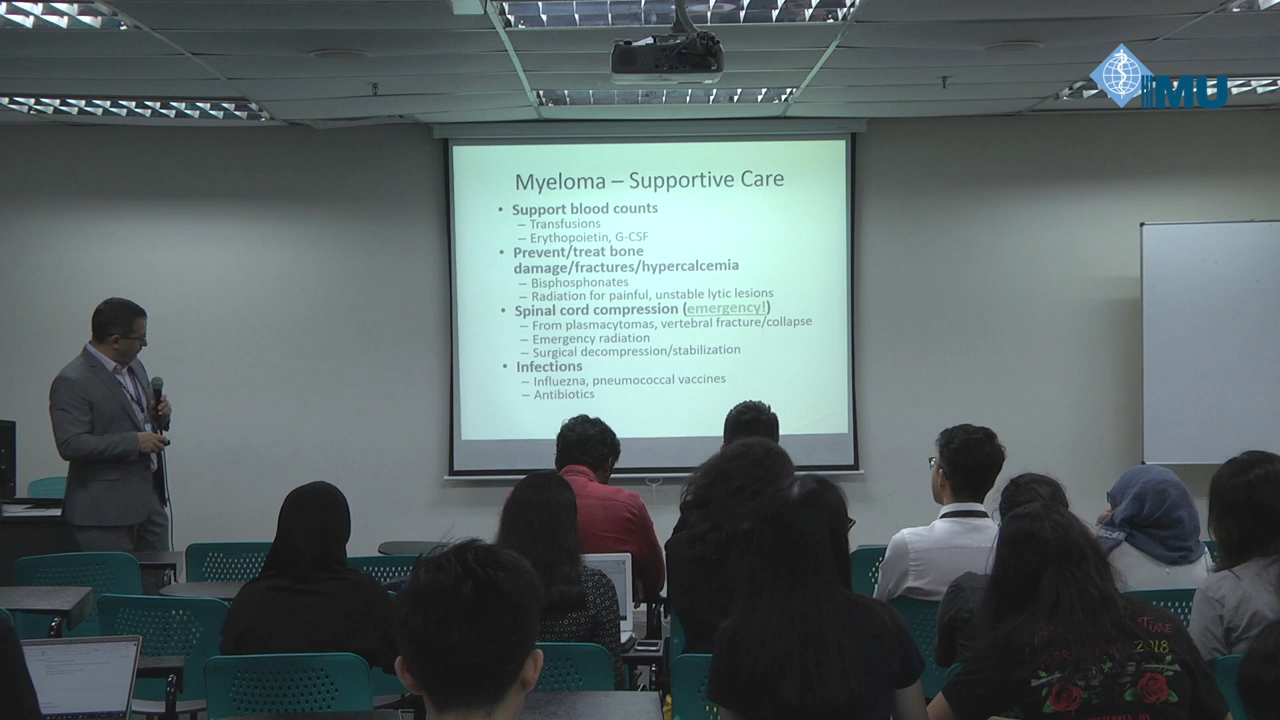 IMU
Myeloma – Supportive Care
• Support blood counts
– Transfusions
– Erythopoietin, G-CSF
• Prevent/treat bone
damage/fractures/hypercalcemia
– Bisphosphonates
– Radiation for painful, unstable lytic lesions
• Spinal cord compression (emergency!)
– From plasmacytomas, vertebral fracture/collapse
– Emergency radiation
– Surgical decompression/stabilization
• Infections
– Influezna, pneumococcal vaccines
– Antibiotics
2018